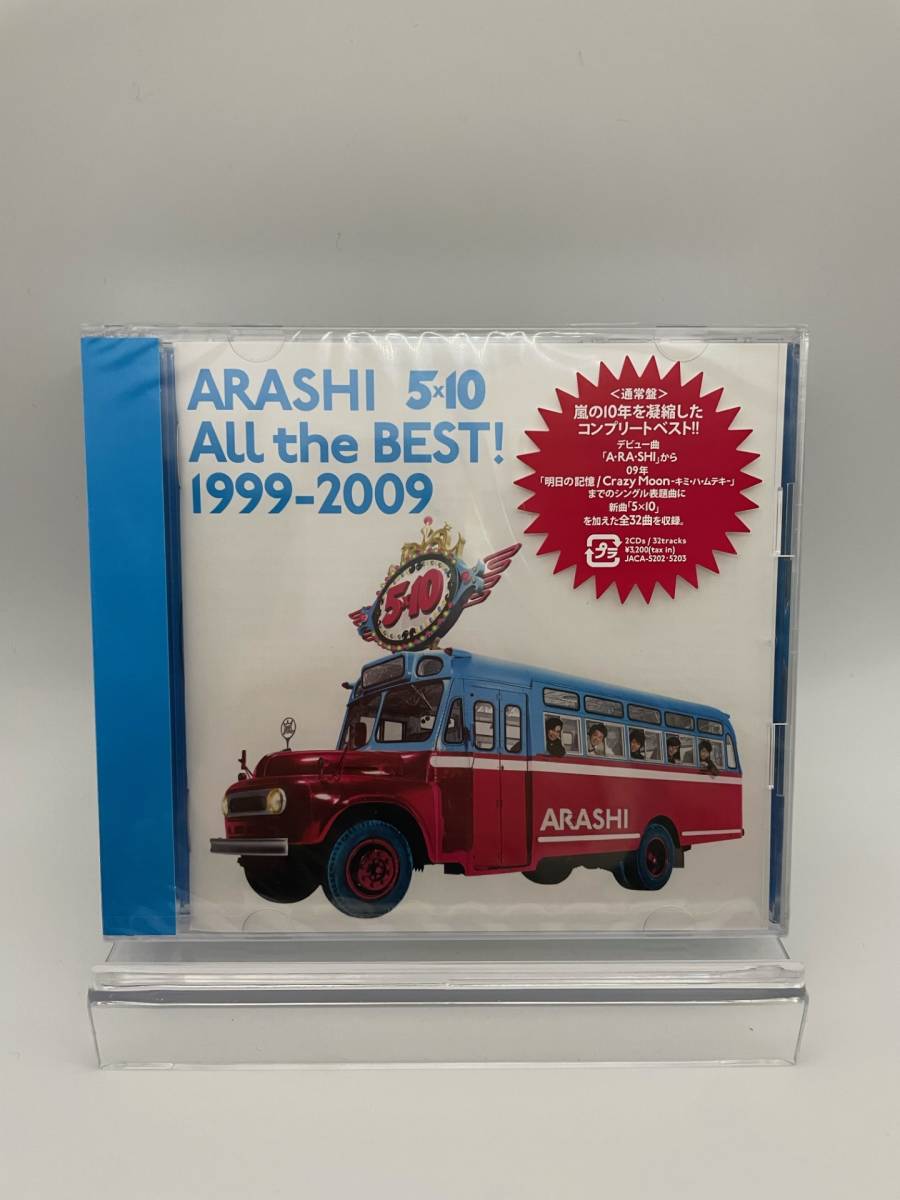 ARASHI 5×10
All the BEST!
1999-2009
<通常盤>
嵐の10年を凝縮した
コンプリートベスト!!
デビュー曲
「A・RA・SHI」から
09年
「明日の記憶/Crazy Moon-キミ・ハ・ムテキ-」
までのシングル表題曲に
新曲「5×10」
を加えた全32曲を収録。
プラ
2CDs / 32tracks
¥3,200(tax in)
JACA-5202・5203
5×10
嵐
ARASHI